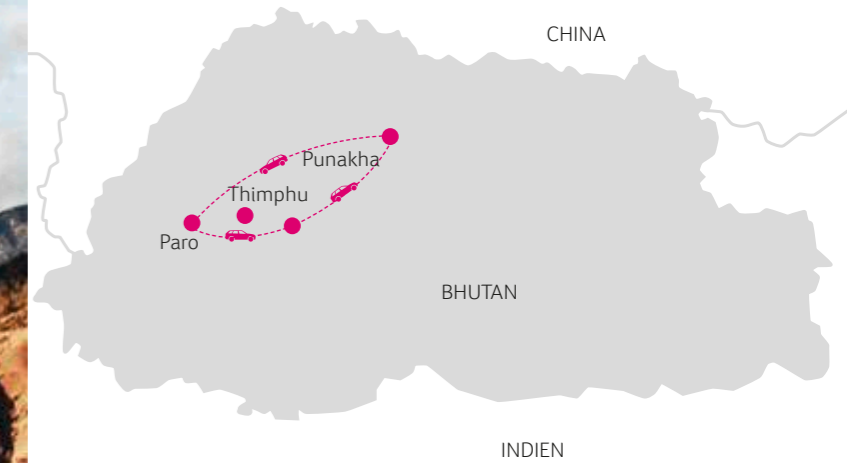 CHINA
Punakha
Thimphu
Paro
BHUTAN
INDIEN